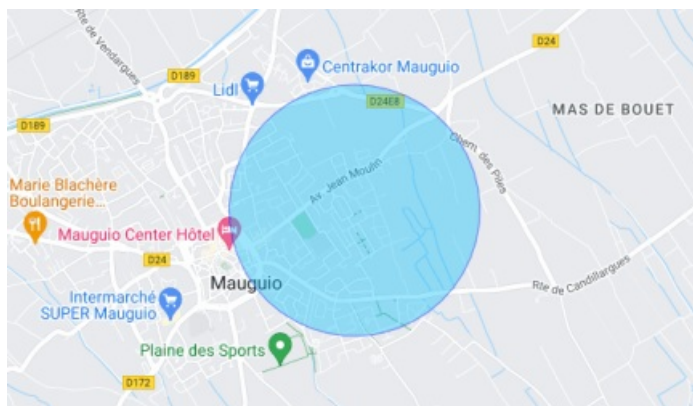 D24
Rte de Vendargues
Centrakor Mauguio
D189
Lidl
D24E8
MAS DE BOUET
D189
Chem. des Piles
Av. Jean Moulin
Marie Blachère
Boulangerie...
Mauguio Center Hôtel
D24
Mauguio
Rte de Candillargues
Intermarché
SUPER Mauguio
Plaine des Sports
D172